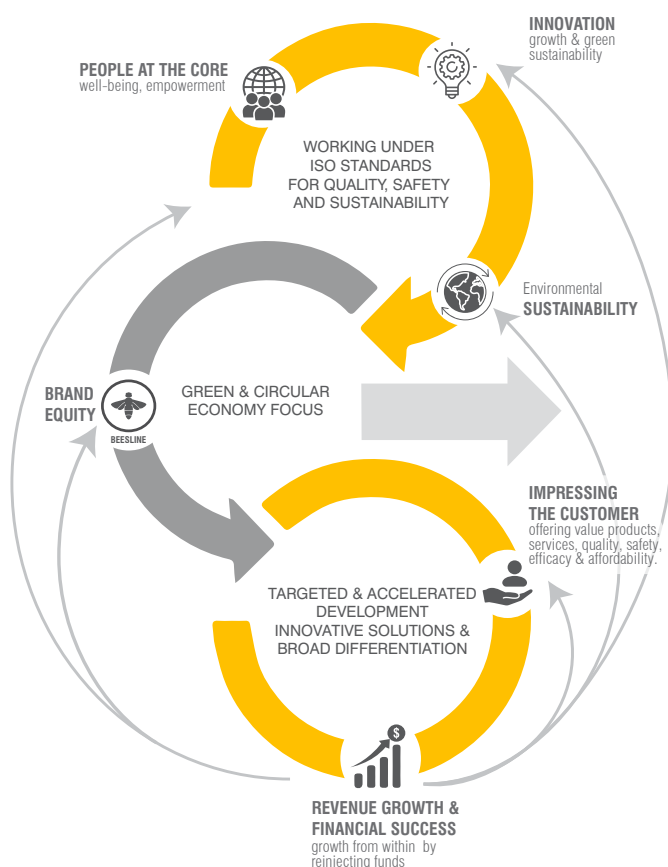 INNOVATION
growth & green
sustainability
PEOPLE AT THE CORE
well-being, empowerment
WORKING UNDER
ISO STANDARDS
FOR QUALITY, SAFETY
AND SUSTAINABILITY
Environmental
SUSTAINABILITY
BRAND
EQUITY
BEESLINE
GREEN & CIRCULAR
ECONOMY FOCUS
IMPRESSING
THE CUSTOMER
offering value products,
services, quality, safety,
efficacy & affordability.
TARGETED & ACCELERATED
DEVELOPMENT
INNOVATIVE SOLUTIONS &
BROAD DIFFERENTIATION
$
REVENUE GROWTH &
FINANCIAL SUCCESS
growth from within by
reinjecting funds